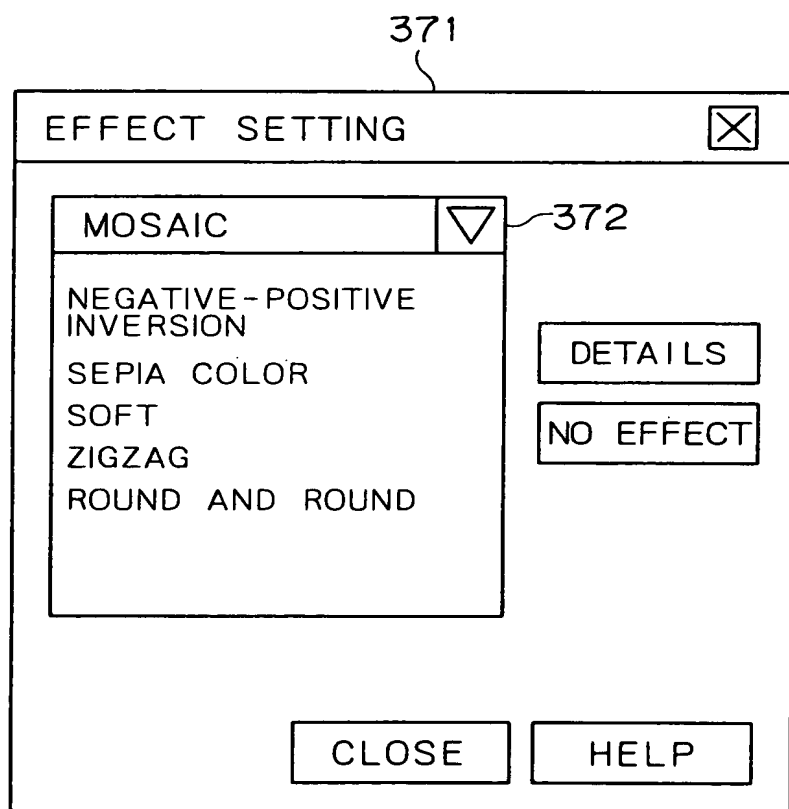 371
EFFECT SETTING
MOSAIC
372
NEGATIVE-POSITIVE
INVERSION
SEPIA COLOR
SOFT
ZIGZAG
ROUND AND ROUND
DETAILS
NO EFFECT
CLOSE
HELP